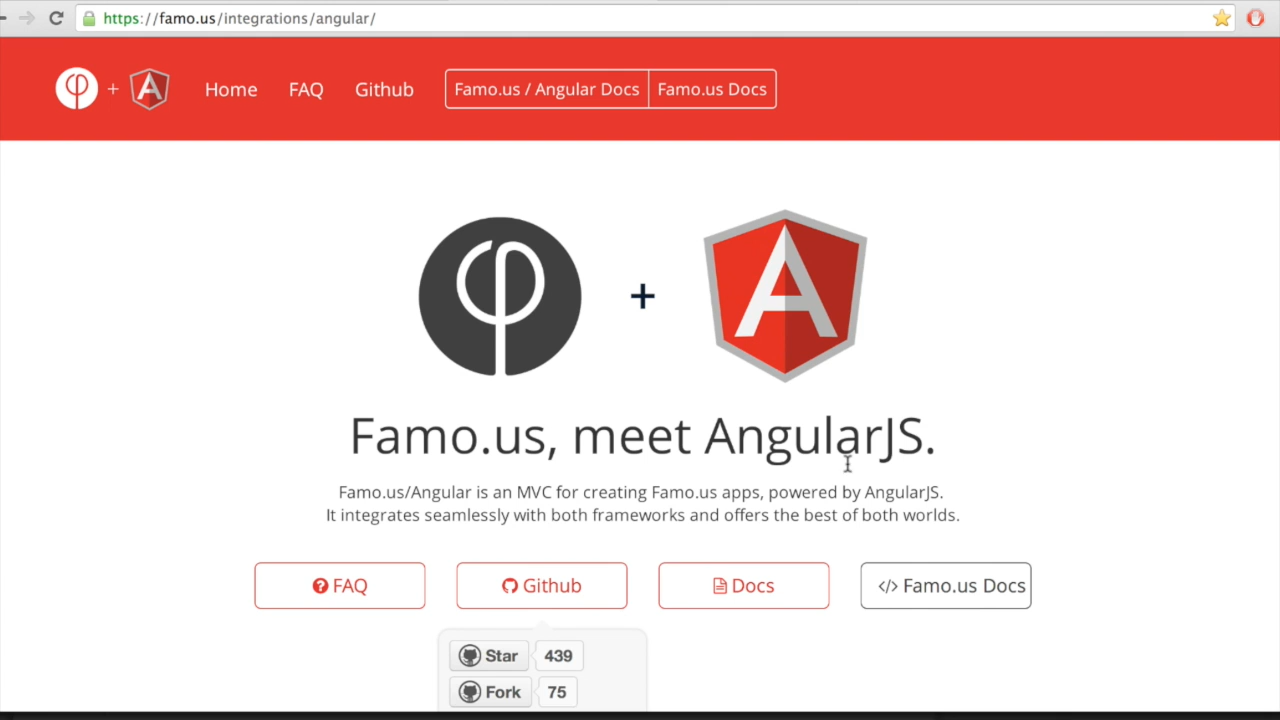 https://famo.us/integrations/angular/
+ Home FAQ Github Famo.us / Angular Docs Famo.us Docs
+
Famo.us, meet AngularJS.
Famo.us/Angular is an MVC for creating Famo.us apps, powered by AngularJS.
It integrates seamlessly with both frameworks and offers the best of both worlds.
FAQ Github Docs </> Famo.us Docs
Star 439
Fork 75